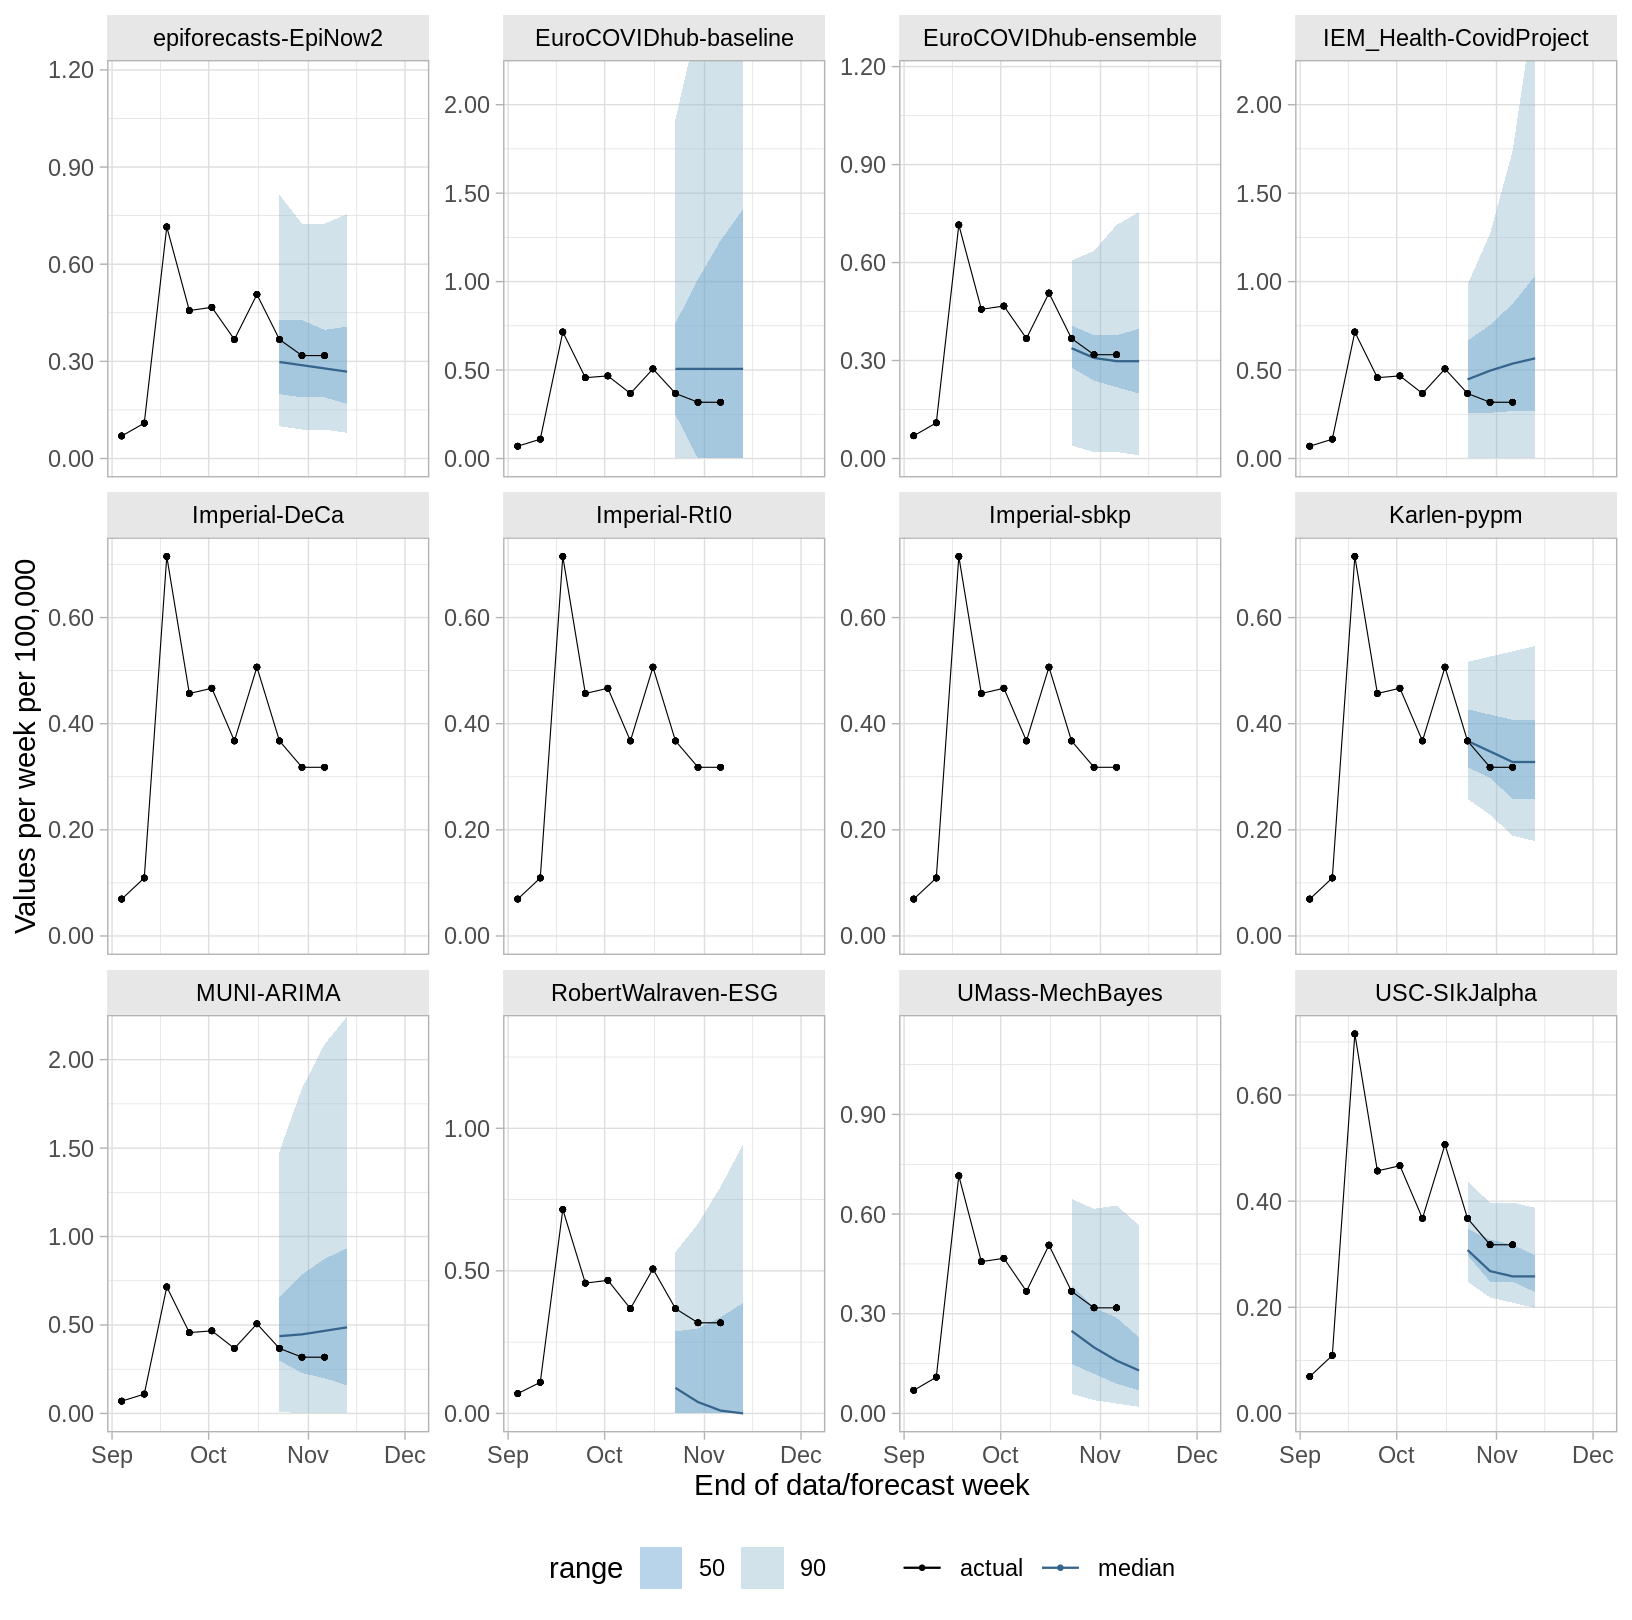 epiforecasts-EpiNow2 EuroCOVIDhub-baseline EuroCOVIDhub-ensemble IEM_Health-CovidProject
1.20 2.00 1.20 2.00
0.90 1.50 0.90 1.50
0.60 1.00 0.60 1.00
0.30 0.50 0.30 0.50
0.00 0.00 0.00 0.00
Imperial-DeCa Imperial-RtI0 Imperial-sbkp Karlen-pypm
0.60 0.60 0.60 0.60
0.40 0.40 0.40 0.40
0.20 0.20 0.20 0.20
0.00 0.00 0.00 0.00
Values per week per 100,000
MUNI-ARIMA RobertWalraven-ESG UMass-MechBayes USC-SIkJalpha
2.00 1.00 0.90 0.60
1.50 0.50 0.60 0.40
1.00 0.00 0.30 0.20
0.50 0.00 0.00
0.00
Sep Oct Nov Dec Sep Oct Nov Dec Sep Oct Nov Dec Sep Oct Nov Dec
End of data/forecast week
range 50 90 actual median